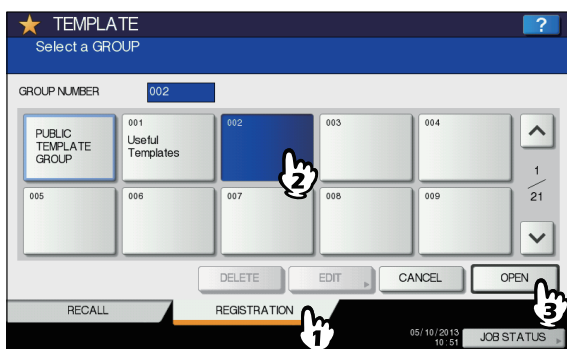 TEMPLATE
?
Select a GROUP
GROUP NUMBER 002
PUBLIC
TEMPLATE
GROUP
001
Useful
Templates
002
2
003
004
1
21
005
006
007
008
009
DELETE
EDIT
CANCEL
OPEN
3
RECALL
REGISTRATION
1
05/10/2013
10:51
JOB STATUS